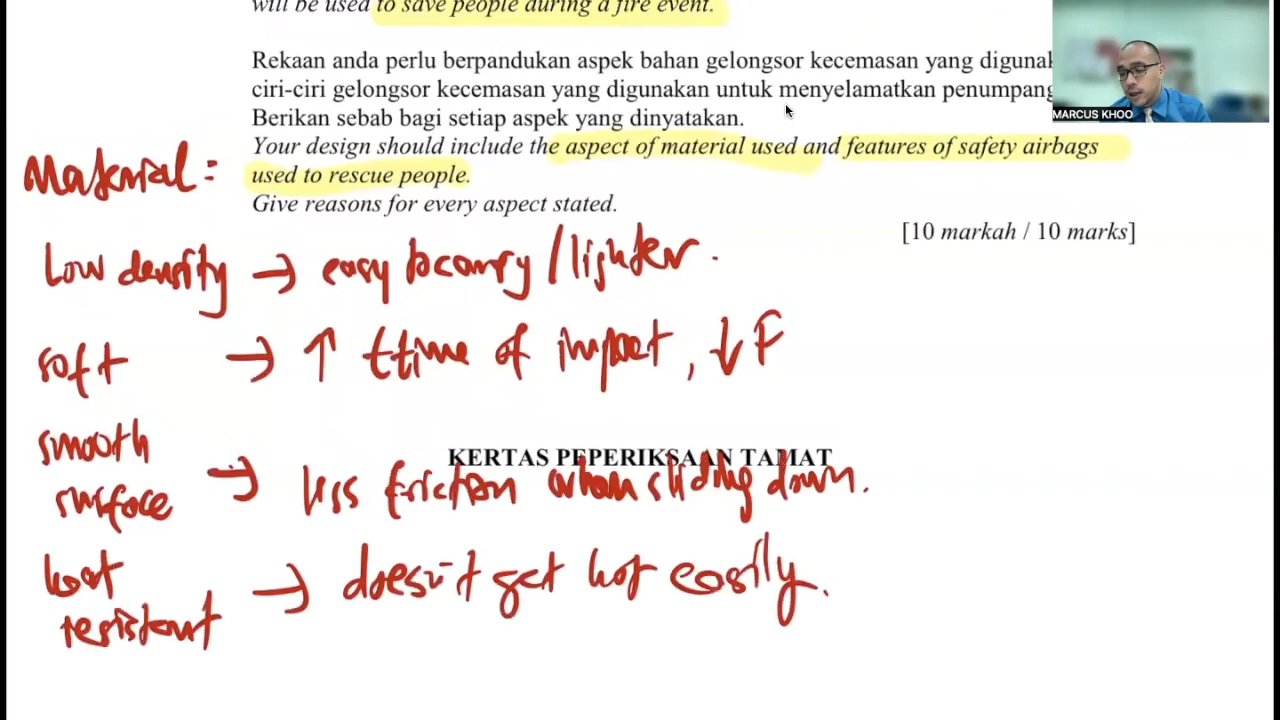 will be used to save people during a fire event.
Rekaan anda perlu berpandukan aspek bahan gelongsor kecemasan yang digunak
ciri-ciri gelongsor kecemasan yang digunakan untuk menyelamatkan penumpang
MARCUS KHOO
Berikan sebab bagi setiap aspek yang dinyatakan.
Your design should include the aspect of material used and features of safety airbags
used to rescue people.
Give reasons for every aspect stated.
[10 markah / 10 marks]
Material :
low density → easy to carry / lighter.
soft → ↑ ttime of impact, ↓ F
KERTAS PEPERIKSAAN TAMAT
smooth
surface → less friction when sliding down.
heat
resistant → doesn't get hot easily.